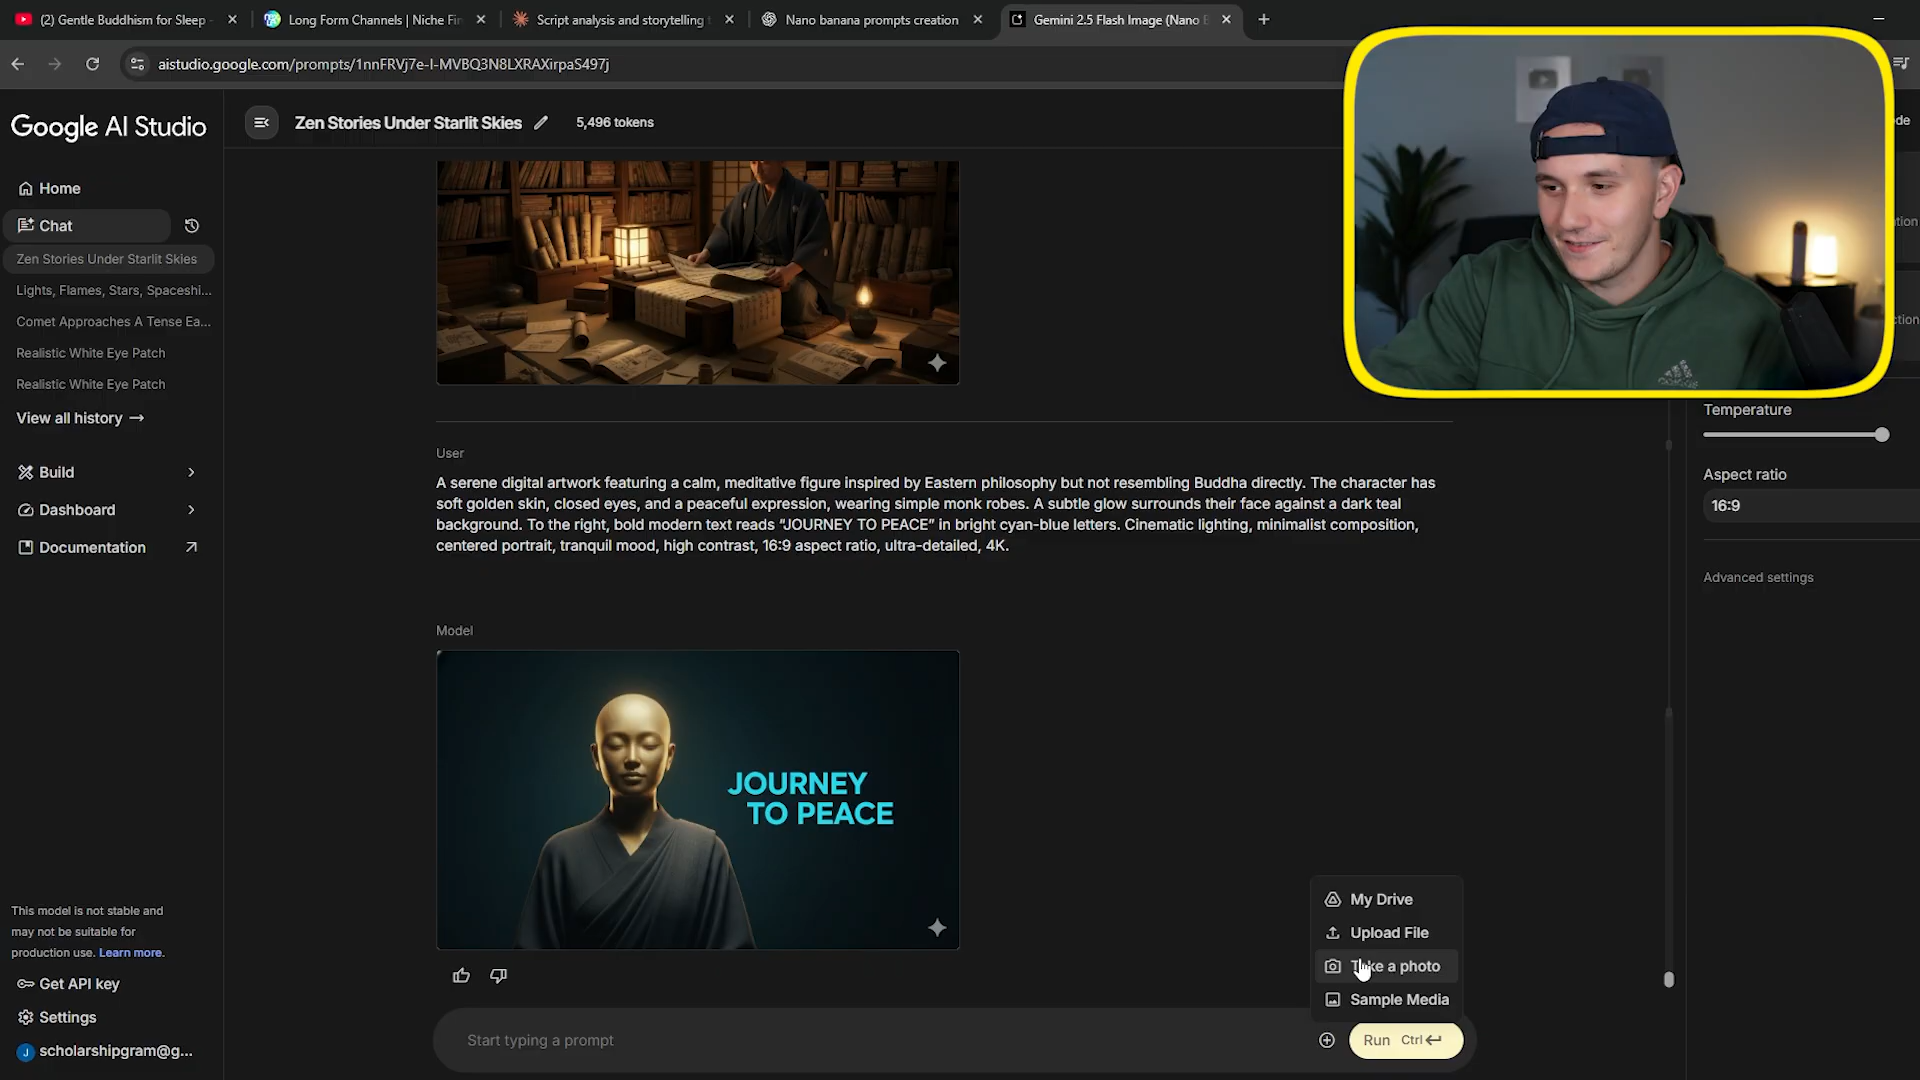 (2) Gentle Buddhism for Sleep
Long Form Channels | Niche Fin
Script analysis and storytelling
Nano banana prompts creation
Gemini 2.5 Flash Image (Nano B
aistudio.google.com/prompts/1nnFRVj7e-I-MVBQ3N8LXRAXirpaS497j
Google AI Studio
Zen Stories Under Starlit Skies
5,496 tokens
Home
Chat
Zen Stories Under Starlit Skies
Lights, Flames, Stars, Spaceshi...
Comet Approaches A Tense Ea...
Realistic White Eye Patch
Realistic White Eye Patch
View all history →
Build
Dashboard
Documentation
This model is not stable and
may not be suitable for
production use. Learn more.
Get API key
Settings
J scholarshipgram@g...
User
A serene digital artwork featuring a calm, meditative figure inspired by Eastern philosophy but not resembling Buddha directly. The character has
soft golden skin, closed eyes, and a peaceful expression, wearing simple monk robes. A subtle glow surrounds their face against a dark teal
background. To the right, bold modern text reads “JOURNEY TO PEACE” in bright cyan-blue letters. Cinematic lighting, minimalist composition,
centered portrait, tranquil mood, high contrast, 16:9 aspect ratio, ultra-detailed, 4K.
Model
JOURNEY
TO PEACE
My Drive
Upload File
Take a photo
Sample Media
Start typing a prompt
Run Ctrl
Temperature
Aspect ratio
16:9
Advanced settings